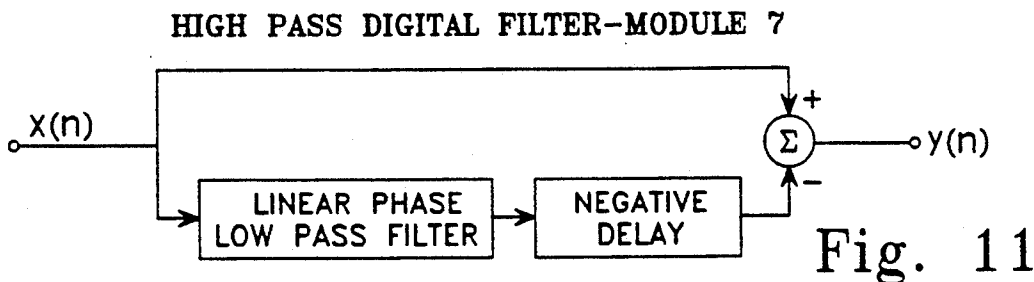 HIGH PASS DIGITAL FILTER-MODULE 7
X(n)
+
Σ
y(n)
-
LINEAR PHASE
LOW PASS FILTER
NEGATIVE
DELAY
Fig. 11